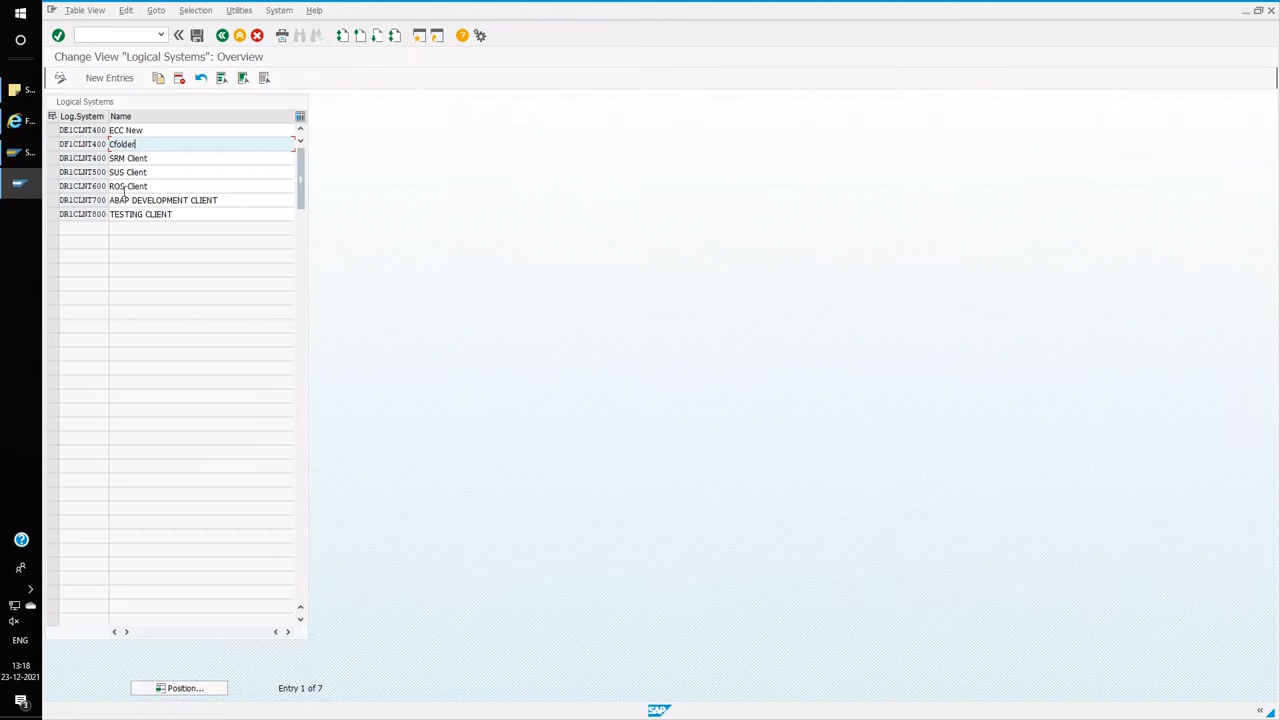 Table View Edit Goto Selection Utilities System Help
Change View "Logical Systems": Overview
New Entries
Logical Systems
Log.System Name
DE1CLNT400 ECC New
DF1CLNT400 Cfolder
DR1CLNT400 SRM Client
DR1CLNT500 SUS Client
DR1CLNT600 ROS Client
DR1CLNT700 ABAP DEVELOPMENT CLIENT
DR1CLNT800 TESTING CLIENT
S...
F...
S...
ENG
13:18
23-12-2021
3
Position... Entry 1 of 7
SAP